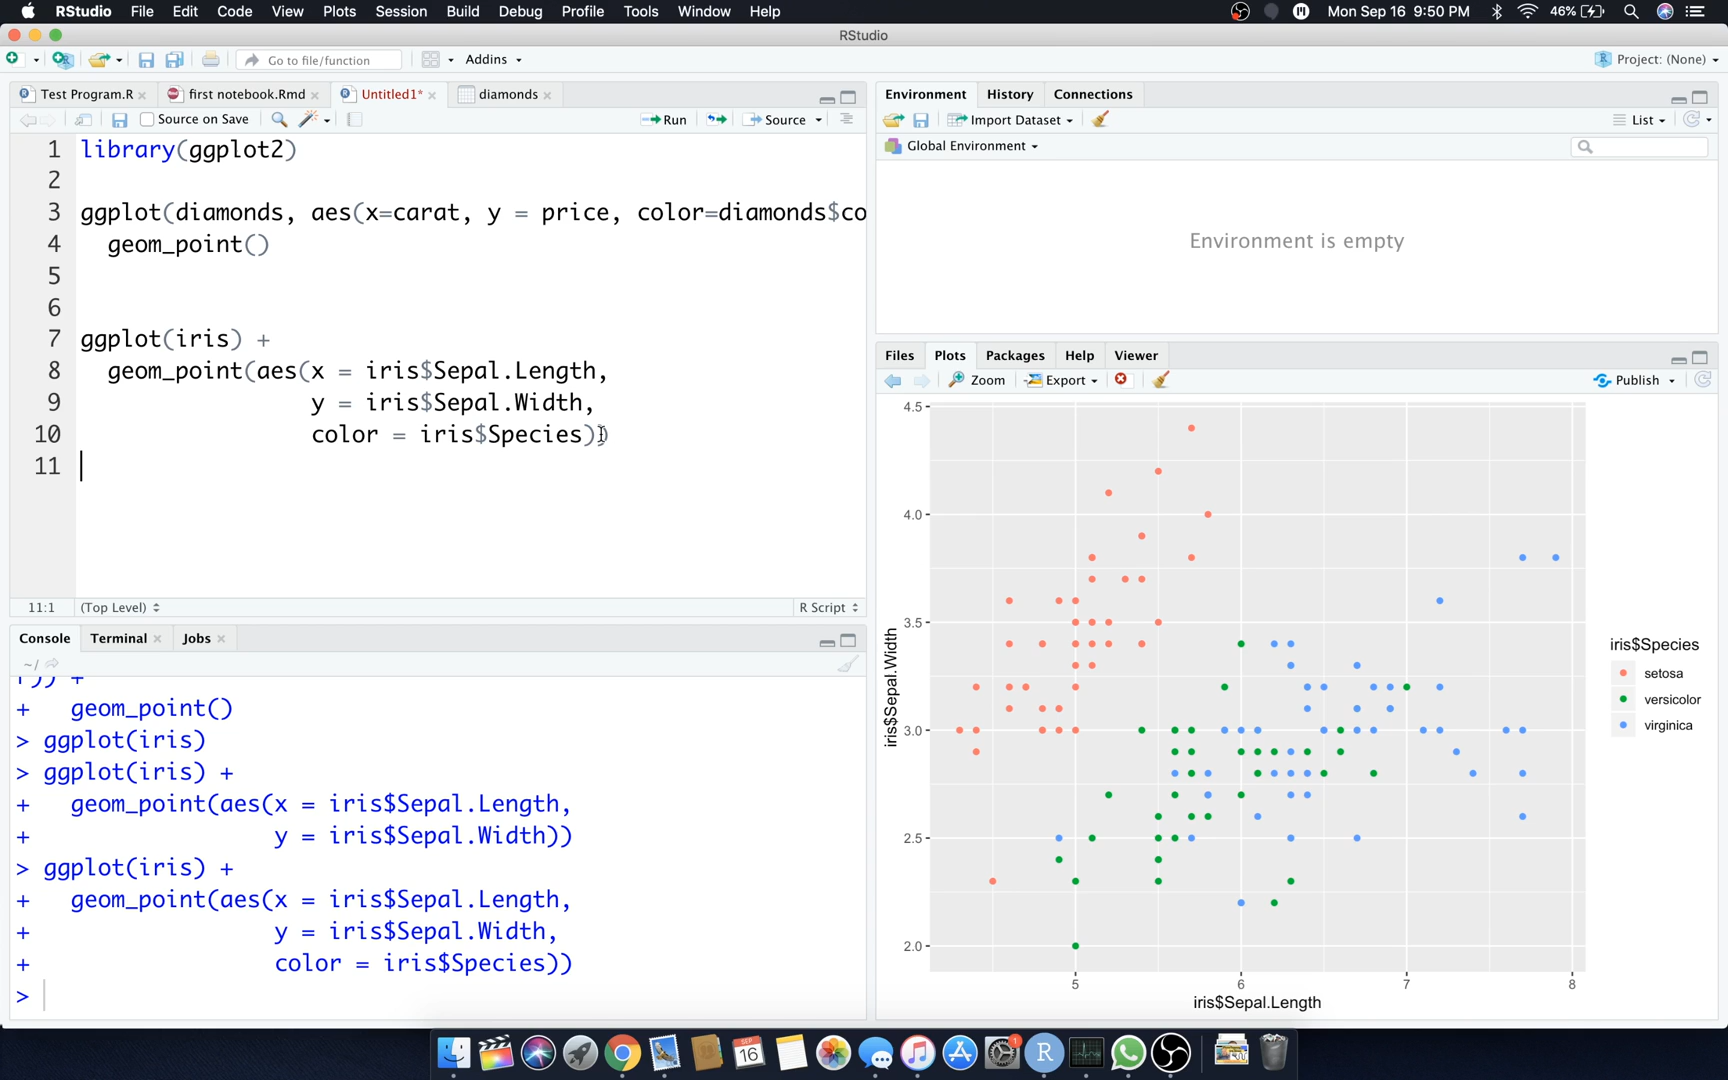 RStudio File Edit Code View Plots Session Build Debug Profile Tools Window Help Mon Sep 16 9:50 PM 46%
RStudio
Go to file/function Addins Project: (None)
Test Program.R first notebook.Rmd Untitled1* diamonds
Source on Save Run Source
1 library(ggplot2)
2
3 ggplot(diamonds, aes(x=carat, y = price, color=diamonds$co
4 geom_point()
5
6
7 ggplot(iris) +
8 geom_point(aes(x = iris$Sepal.Length,
9 y = iris$Sepal.Width,
10 color = iris$Species))
11
11:1 (Top Level) R Script
Console Terminal Jobs
~/
r)) +
+ geom_point()
> ggplot(iris)
> ggplot(iris) +
+ geom_point(aes(x = iris$Sepal.Length,
+ y = iris$Sepal.Width))
> ggplot(iris) +
+ geom_point(aes(x = iris$Sepal.Length,
+ y = iris$Sepal.Width,
+ color = iris$Species))
>
Environment History Connections
Import Dataset List
Global Environment
Environment is empty
Files Plots Packages Help Viewer
Zoom Export Publish
4.5
4.0
3.5
3.0
2.5
2.0
iris$Sepal.Width
5 6 7 8
iris$Sepal.Length
iris$Species
setosa
versicolor
virginica
SEP
16
1
R